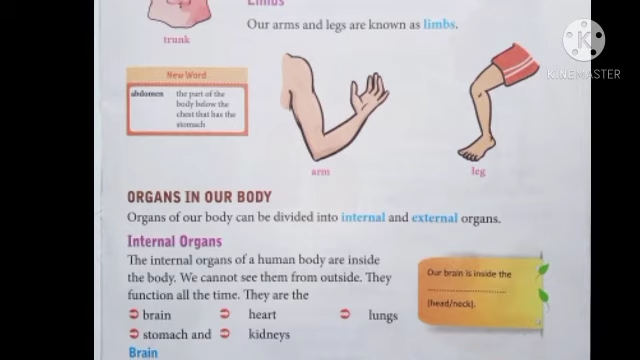 Limbs
Our arms and legs are known as limbs.
trunk
New Word
abdomen the part of the
body below the
chest that has the
stomach
arm
leg
KINEMASTER
ORGANS IN OUR BODY
Organs of our body can be divided into internal and external organs.
Internal Organs
The internal organs of a human body are inside
the body. We cannot see them from outside. They
function all the time. They are the
brain heart lungs
stomach and kidneys
Our brain is inside the
....................
(head/neck).
Brain